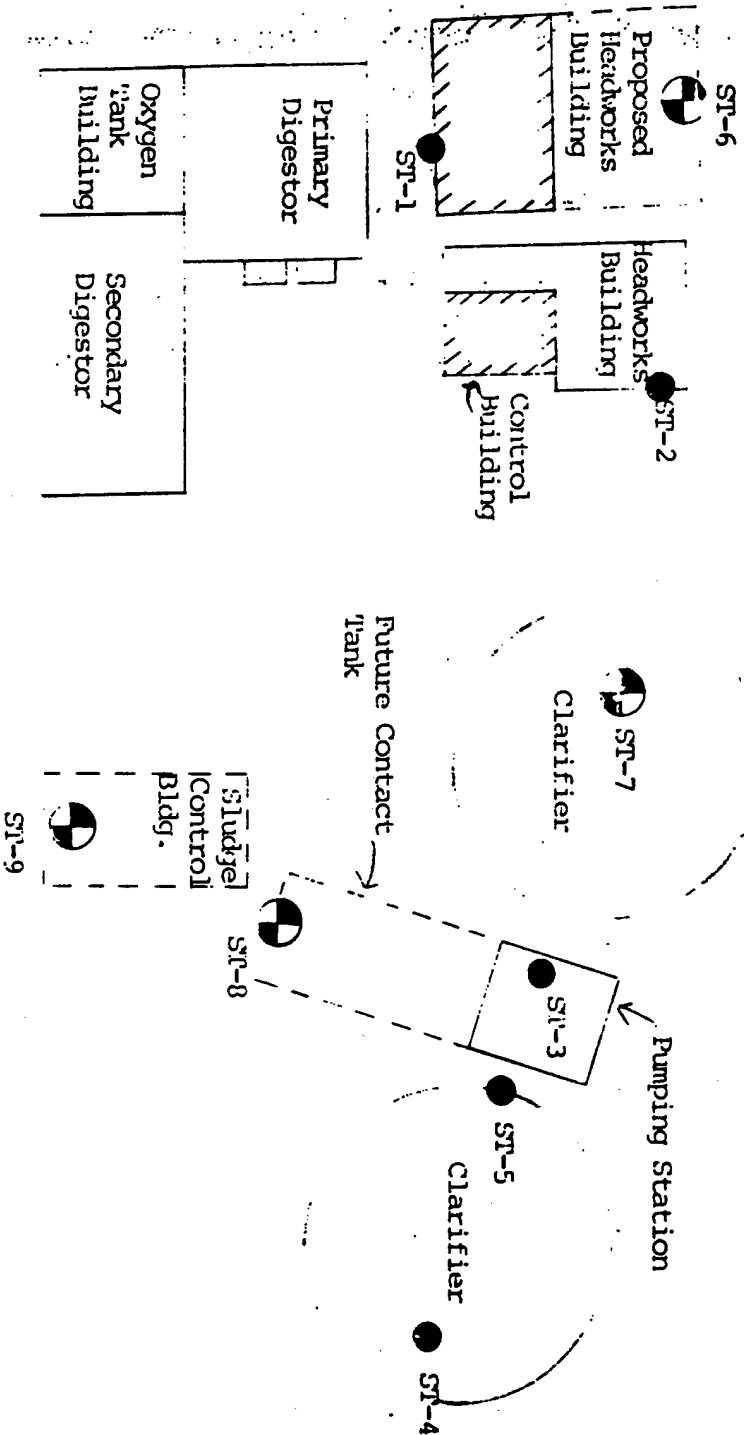 ST-6
Proposed
Headworks
Building
ST-1
Primary
Digestor
Oxygen
Tank
Building
Secondary
Digestor
Headworks
Building
ST-2
Control
Building
Future Contact
Tank
ST-7
Clarifier
Sludge
Control
Bldg.
ST-9
ST-8
ST-3
Pumping Station
ST-5
Clarifier
ST-4